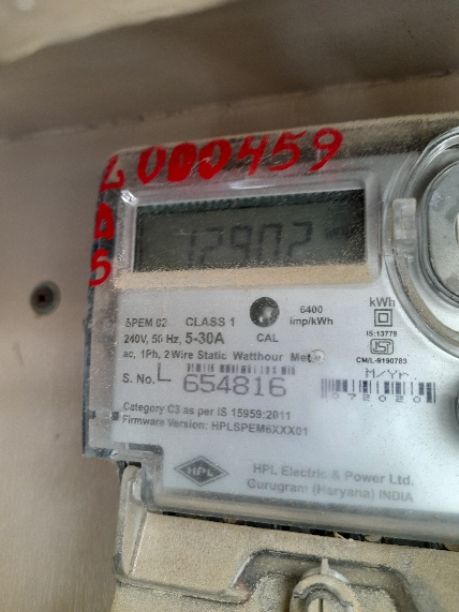 L000459
D
5
12902
SPEM 02 CLASS 1
6400
imp/kWh
kWh
240V, 50 Hz, 5-30A
CAL
IS:13779
ac, 1Ph, 2 Wire Static Watthour Meter
CM/L-9190783
S. No. L 654816
M/Yr.
072020
Category C3 as per IS 15959:2011
Firmware Version: HPLSPEM6XXX01
HPL
HPL Electric & Power Ltd.
Gurugram (Haryana) INDIA